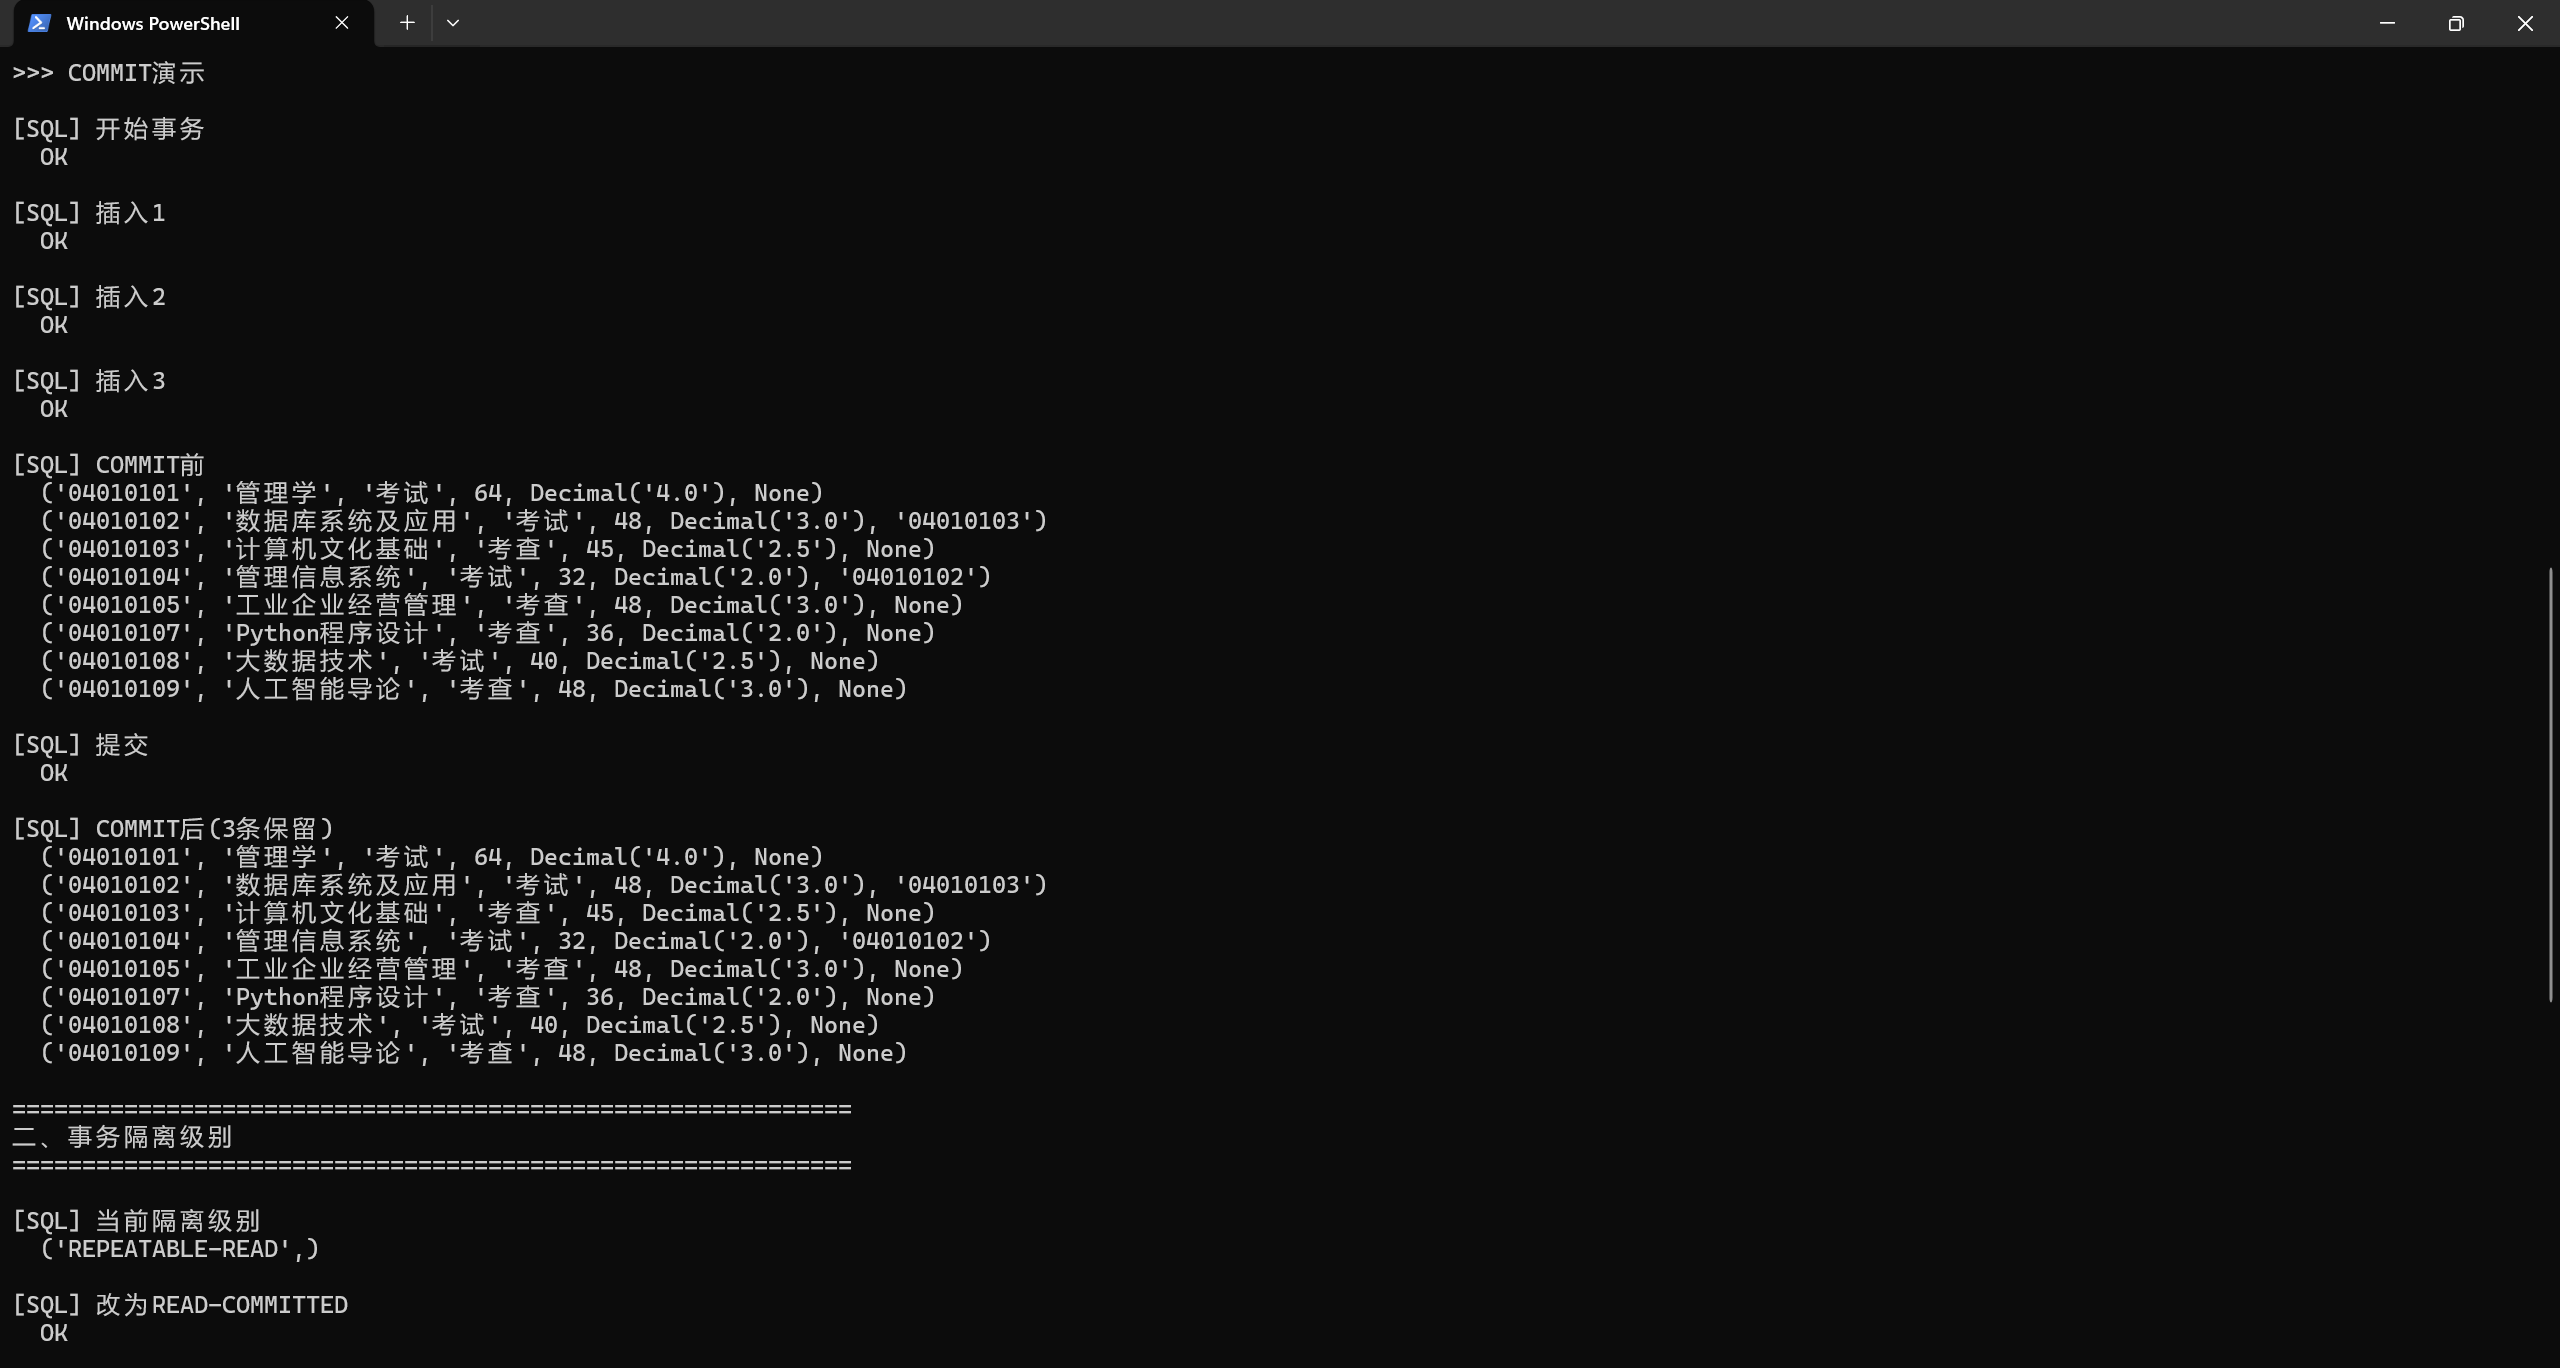 Windows PowerShell
>>> COMMIT演示
[SQL] 开始事务
  OK
[SQL] 插入1
  OK
[SQL] 插入2
  OK
[SQL] 插入3
  OK
[SQL] COMMIT前
  ('04010101', '管理学', '考试', 64, Decimal('4.0'), None)
  ('04010102', '数据库系统及应用', '考试', 48, Decimal('3.0'), '04010103')
  ('04010103', '计算机文化基础', '考查', 45, Decimal('2.5'), None)
  ('04010104', '管理信息系统', '考试', 32, Decimal('2.0'), '04010102')
  ('04010105', '工业企业经营管理', '考查', 48, Decimal('3.0'), None)
  ('04010107', 'Python程序设计', '考查', 36, Decimal('2.0'), None)
  ('04010108', '大数据技术', '考试', 40, Decimal('2.5'), None)
  ('04010109', '人工智能导论', '考查', 48, Decimal('3.0'), None)
[SQL] 提交
  OK
[SQL] COMMIT后(3条保留)
  ('04010101', '管理学', '考试', 64, Decimal('4.0'), None)
  ('04010102', '数据库系统及应用', '考试', 48, Decimal('3.0'), '04010103')
  ('04010103', '计算机文化基础', '考查', 45, Decimal('2.5'), None)
  ('04010104', '管理信息系统', '考试', 32, Decimal('2.0'), '04010102')
  ('04010105', '工业企业经营管理', '考查', 48, Decimal('3.0'), None)
  ('04010107', 'Python程序设计', '考查', 36, Decimal('2.0'), None)
  ('04010108', '大数据技术', '考试', 40, Decimal('2.5'), None)
  ('04010109', '人工智能导论', '考查', 48, Decimal('3.0'), None)
============================================================
二、事务隔离级别
============================================================
[SQL] 当前隔离级别
  ('REPEATABLE-READ',)
[SQL] 改为READ-COMMITTED
  OK